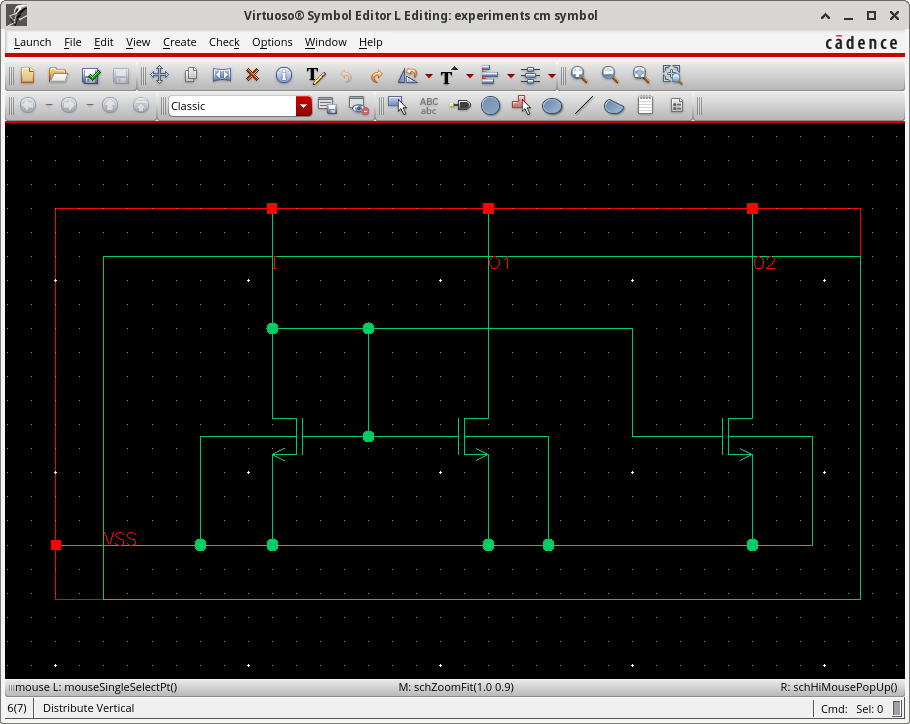 Virtuoso® Symbol Editor L Editing: experiments cm symbol
Launch File Edit View Create Check Options Window Help
cādence
Classic
ABC
abc
I
O1
O2
VSS
mouse L: mouseSingleSelectPt()
M: schZoomFit(1.0 0.9)
R: schHiMousePopUp()
6(7)
Distribute Vertical
Cmd:
Sel: 0